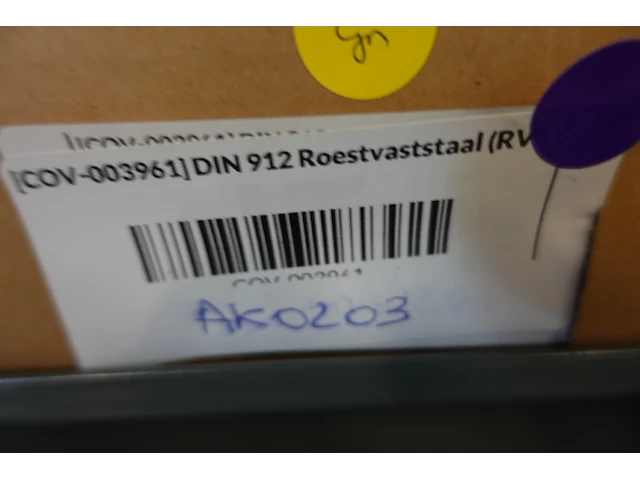 [COV-003961] DIN 912 Roestvaststaal (RV
AK0203